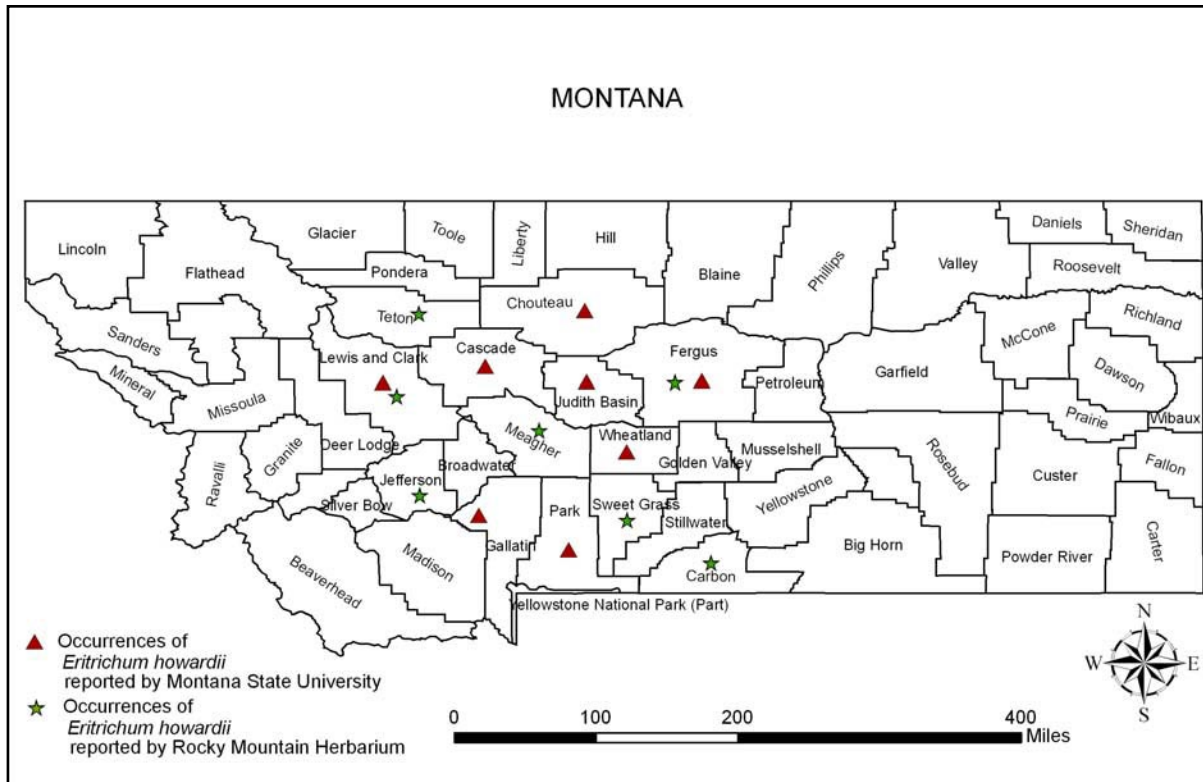 MONTANA
Lincoln
Flathead
Glacier
Toole
Liberty
Hill
Blaine
Phillips
Valley
Daniels
Sheridan
Roosevelt
Pondera
Chouteau
Teton
Richland
McCone
Sanders
Lewis and Clark
Cascade
Fergus
Garfield
Dawson
Mineral
Missoula
Judith Basin
Petroleum
Prairie
Wibaux
Meagher
Wheatland
Granite
Deer Lodge
Broadwater
Golden Valley
Musselshell
Rosebud
Custer
Fallon
Ravalli
Jefferson
Silver Bow
Park
Sweet Grass
Stillwater
Yellowstone
Gallatin
Big Horn
Powder River
Carter
Madison
Beaverhead
Carbon
Yellowstone National Park (Part)
Occurrences of
Eritrichum howardii
reported by Montana State University
Occurrences of
Eritrichum howardii
reported by Rocky Mountain Herbarium
0 100 200 400
Miles
N
W E
S